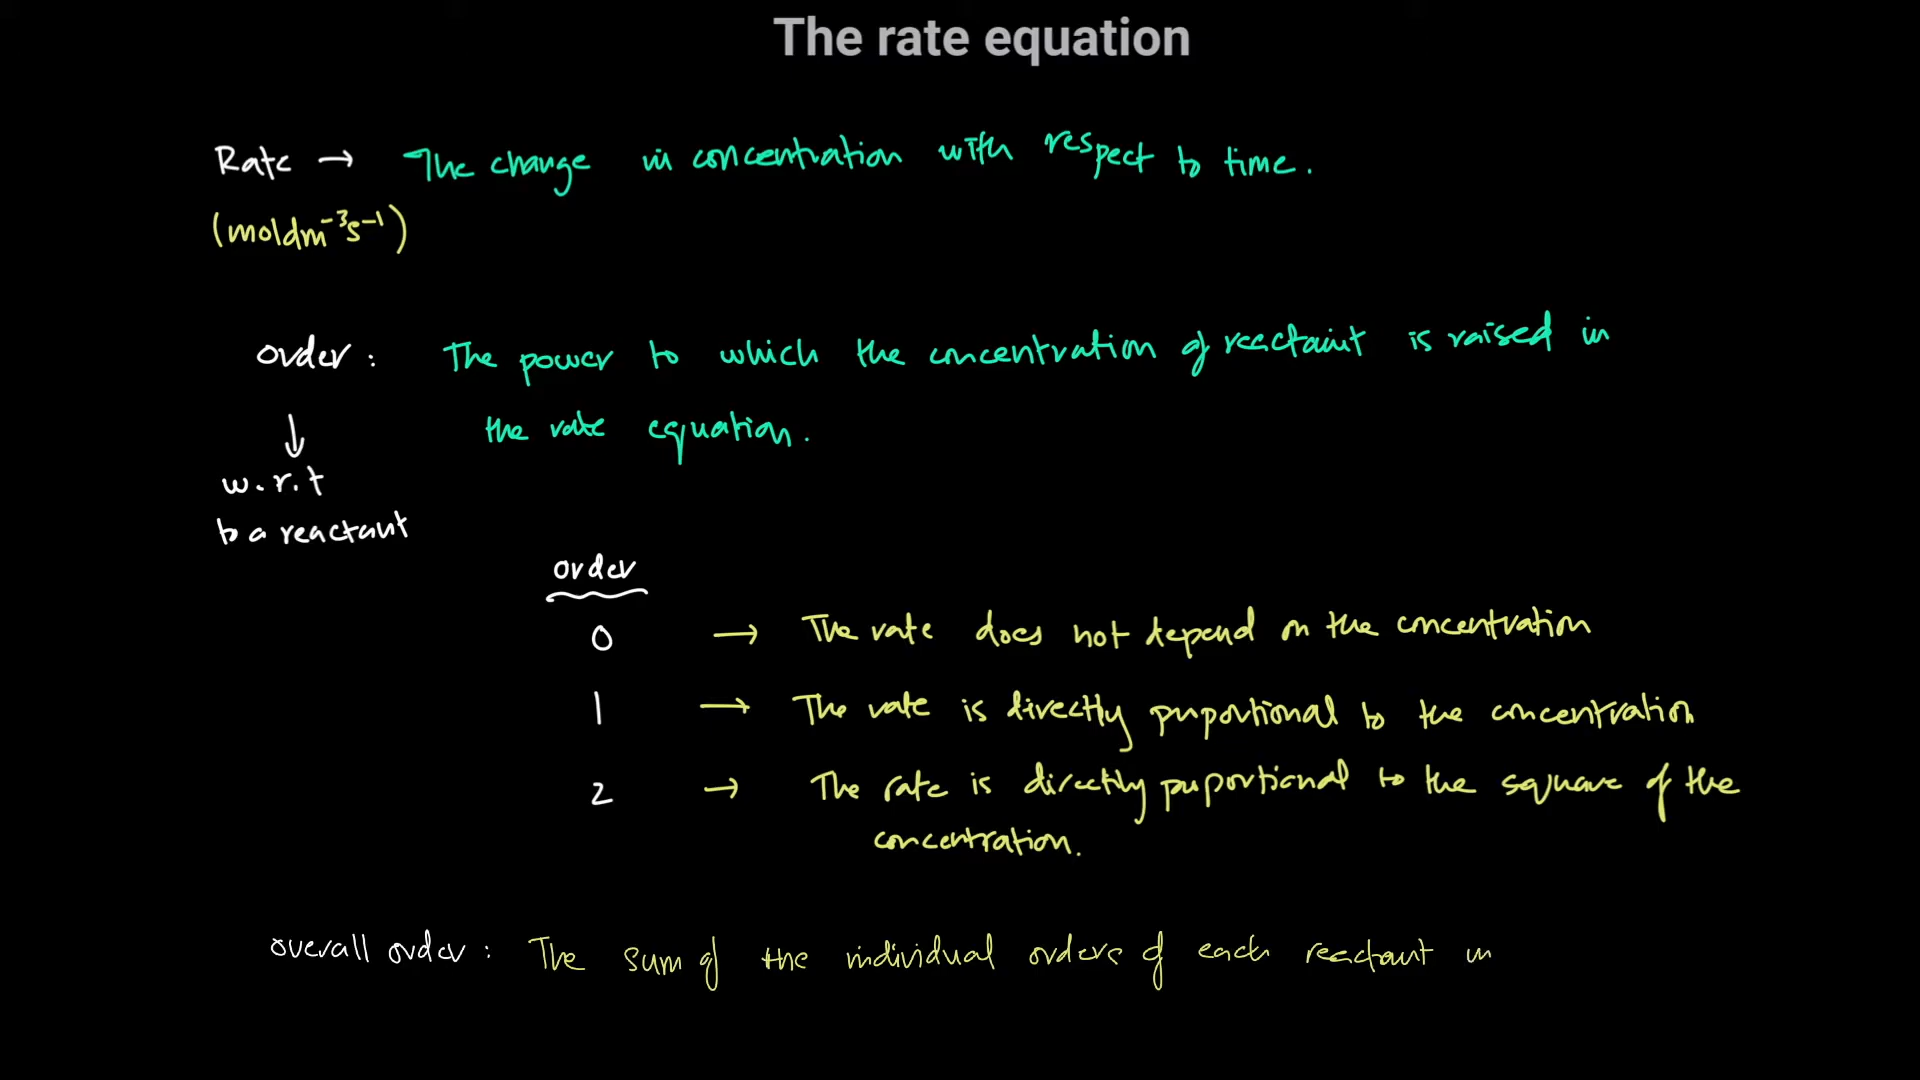 The rate equation
Rate → The change in concentration with respect to time.
(moldm⁻³s⁻¹)
order : The power to which the concentration of reactant is raised in
the rate equation.
↓
w.r.t
to a reactant
order
0 → The rate does not depend on the concentration
1 → The rate is directly proportional to the concentration
2 → The rate is directly proportional to the square of the
concentration.
overall order : The sum of the individual orders of each reactant in